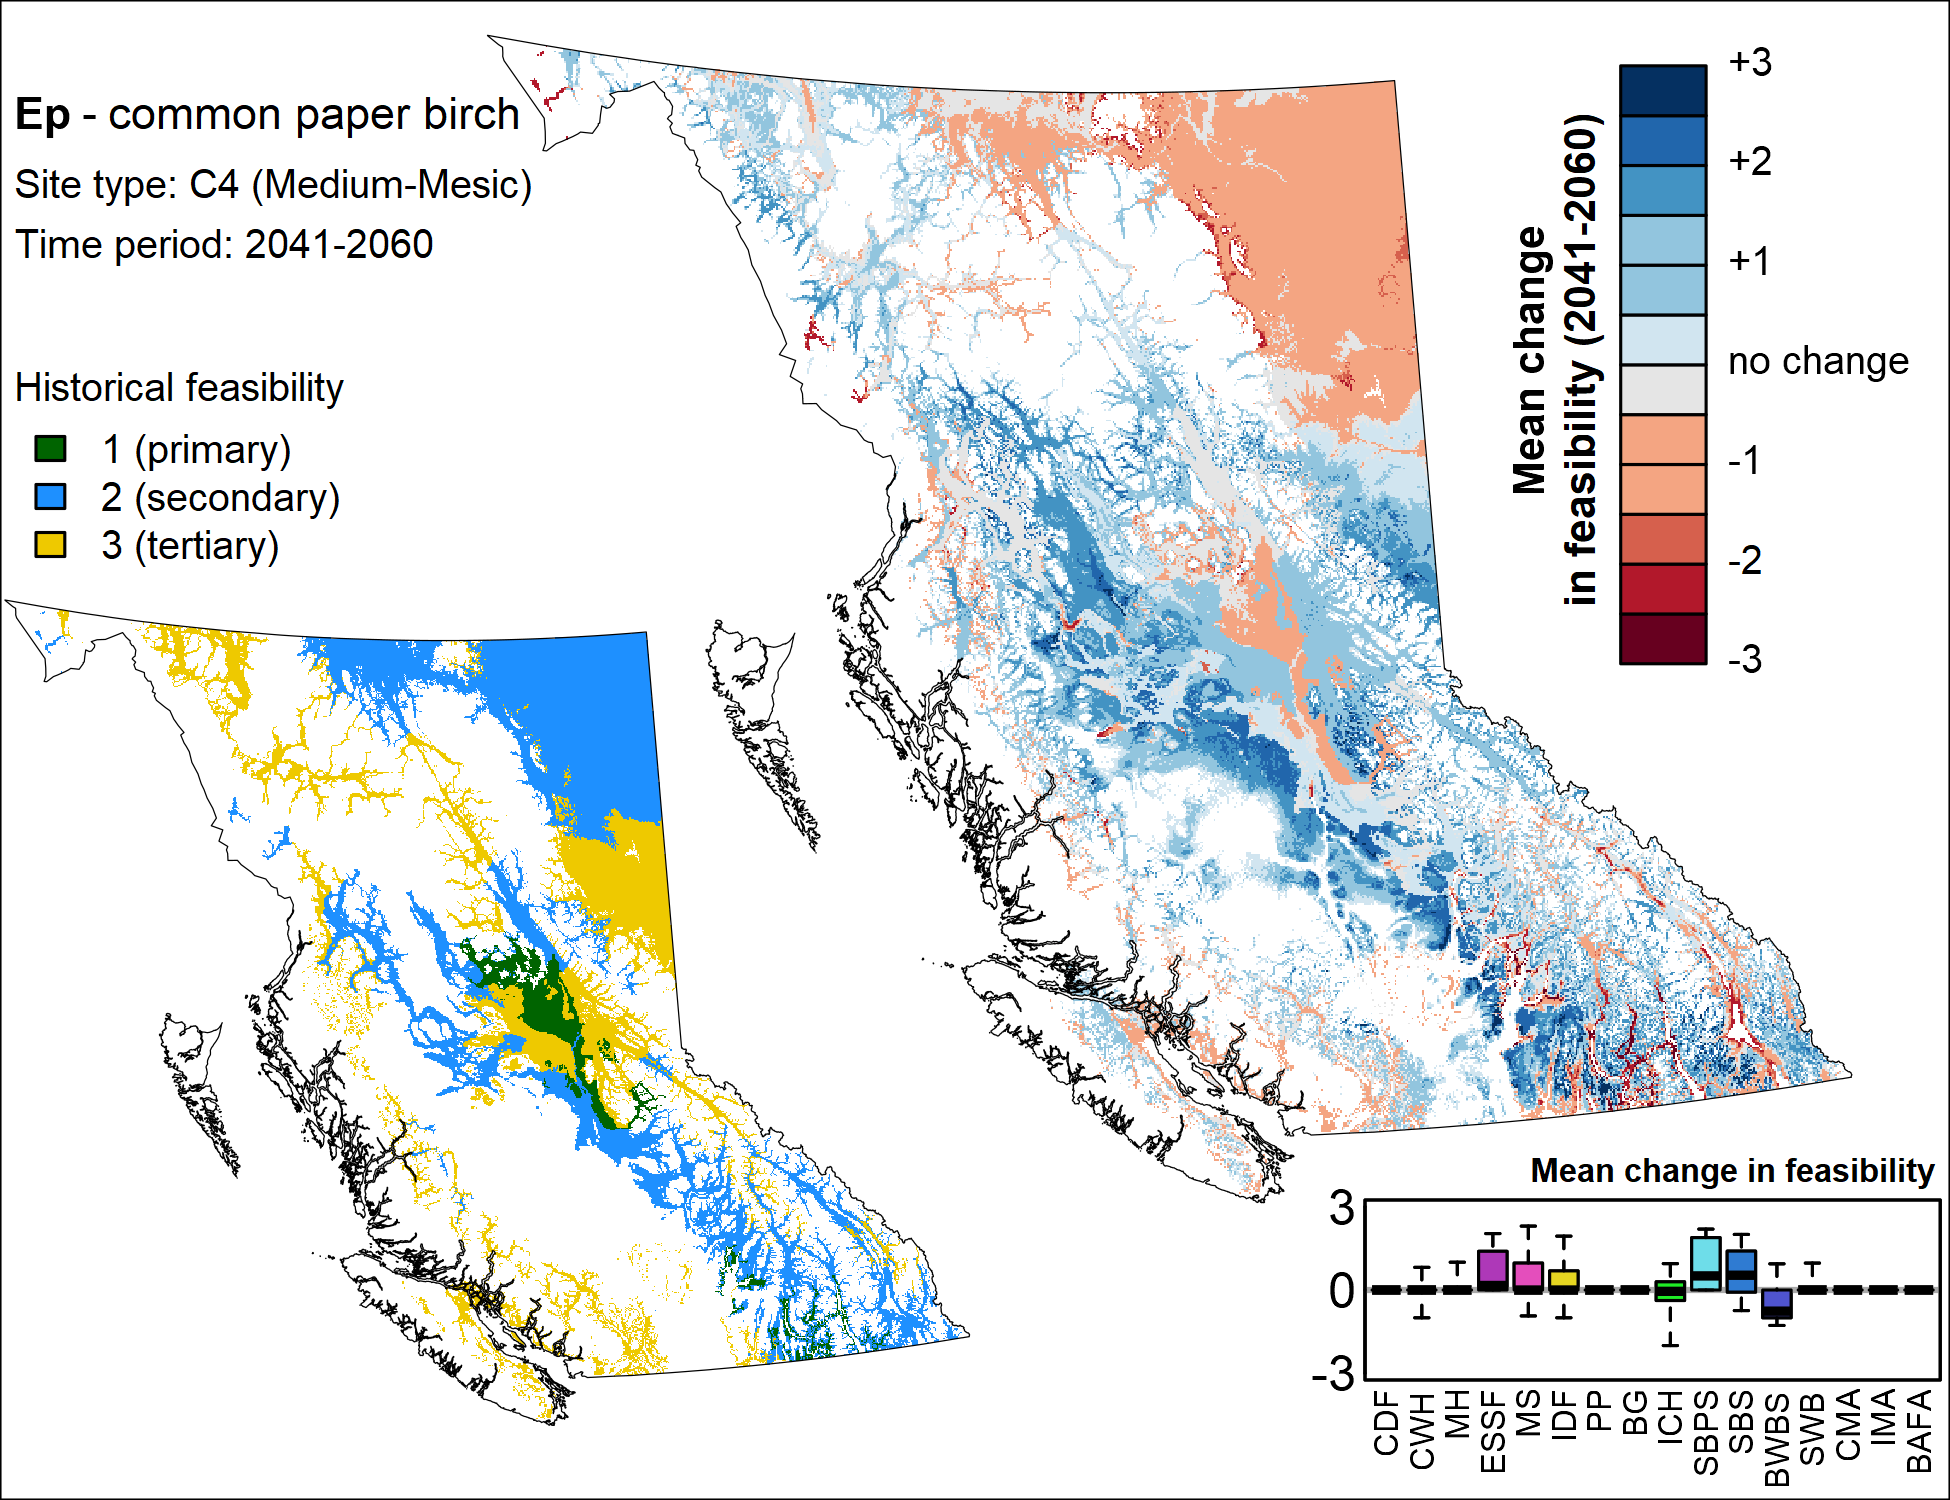 Ep - common paper birch
Site type: C4 (Medium-Mesic)
Time period: 2041-2060
Historical feasibility
1 (primary)
2 (secondary)
3 (tertiary)
Mean change
in feasibility (2041-2060)
+3
+2
+1
no change
-1
-2
-3
Mean change in feasibility
3
0
-3
CDF
CWH
MH
ESSF
MS
IDF
PP
BG
ICH
SBPS
SBS
BWBS
SWB
CMA
IMA
BAFA